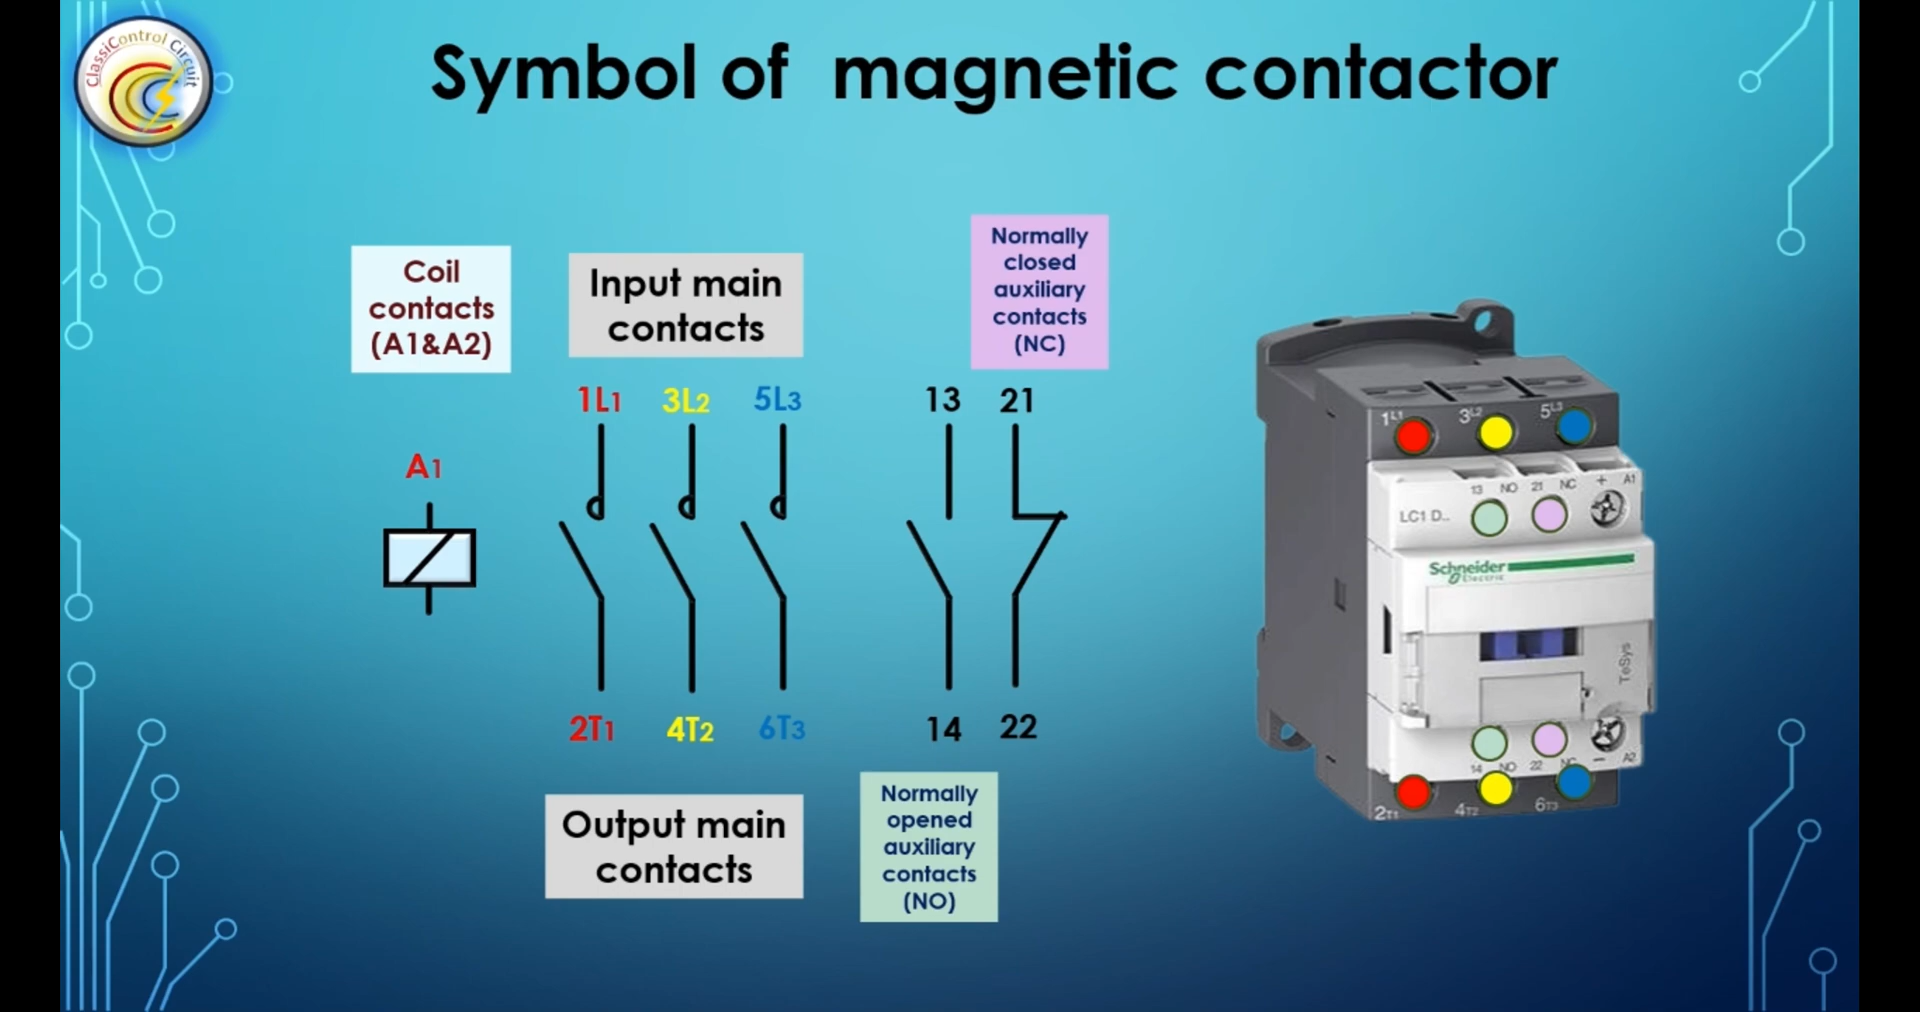 ClassiControl Circuit
Symbol of magnetic contactor
Coil
contacts
(A1&A2)
Input main
contacts
Normally
closed
auxiliary
contacts
(NC)
1L1 3L2 5L3 13 21
A1
2T1 4T2 6T3 14 22
Output main
contacts
Normally
opened
auxiliary
contacts
(NO)
1L1 3L2 5L3
13 NO 21 NC + A1
LC1 D..
Schneider
Electric
TeSys
14 NO 22 NC − A2
2T1 4T2 6T3